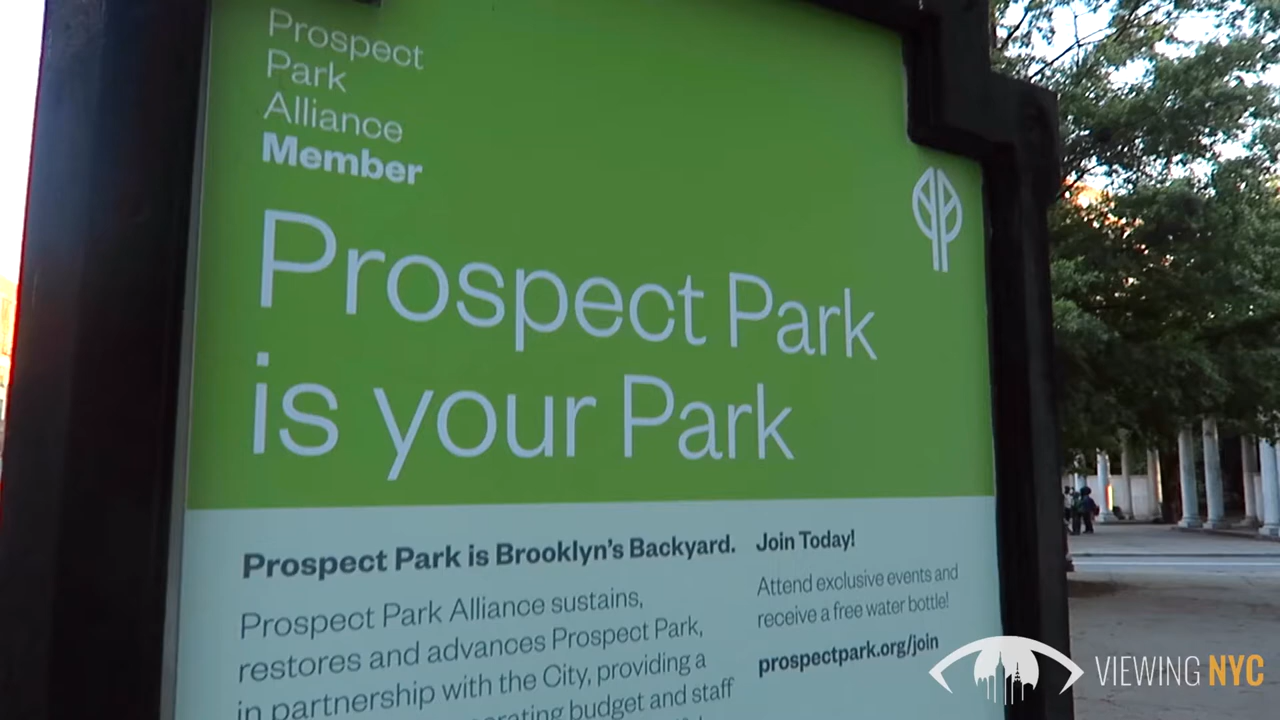 Prospect
Park
Alliance
Member
Prospect Park
is your Park
Prospect Park is Brooklyn's Backyard.
Prospect Park Alliance sustains,
restores and advances Prospect Park,
in partnership with the City, providing a
budget and staff
Join Today!
Attend exclusive events and
receive a free water bottle!
prospectpark.org/join
VIEWING NYC